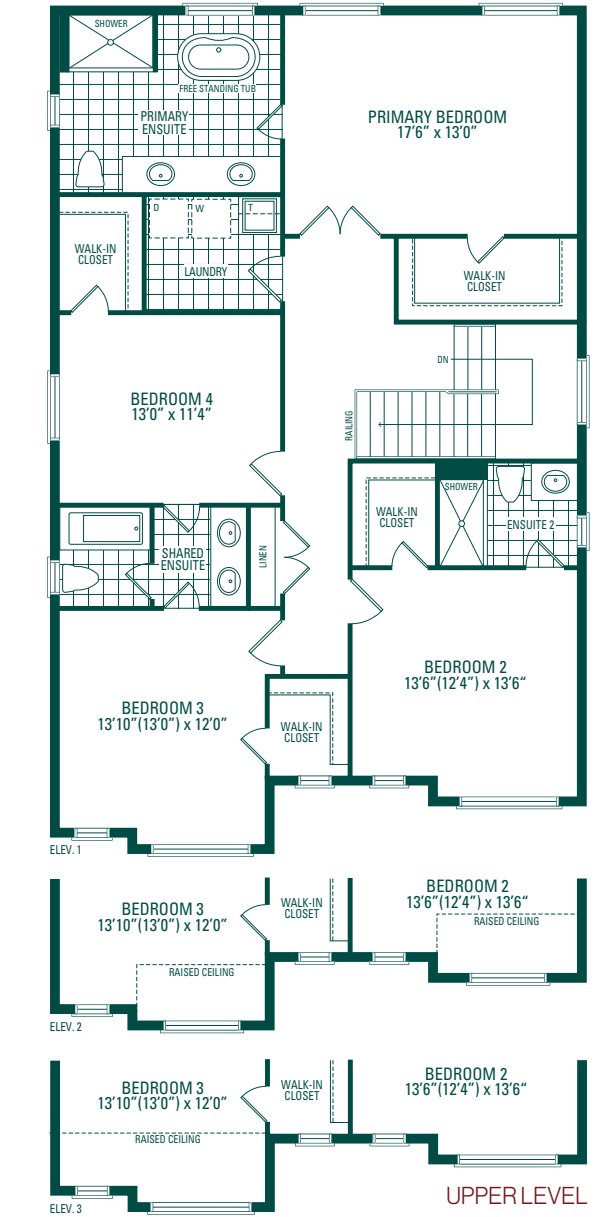 SHOWER
FREE STANDING TUB
PRIMARY
ENSUITE
PRIMARY BEDROOM
17'6” x 13'0”
D
W
T
WALK-IN
CLOSET
LAUNDRY
WALK-IN
CLOSET
DN
BEDROOM 4
13'0” x 11'4”
RAILING
SHOWER
WALK-IN
CLOSET
ENSUITE 2
SHARED
ENSUITE
LINEN
BEDROOM 2
13'6”(12'4”) x 13'6“
BEDROOM 3
13'10”(13'0”) x 12'0”
WALK-IN
CLOSET
ELEV. 1
BEDROOM 3
13'10”(13'0”) x 12'0”
WALK-IN
CLOSET
BEDROOM 2
13'6”(12'4”) x 13'6“
RAISED CEILING
RAISED CEILING
ELEV. 2
BEDROOM 3
13'10”(13'0”) x 12'0”
WALK-IN
CLOSET
BEDROOM 2
13'6”(12'4”) x 13'6“
RAISED CEILING
ELEV. 3
UPPER LEVEL